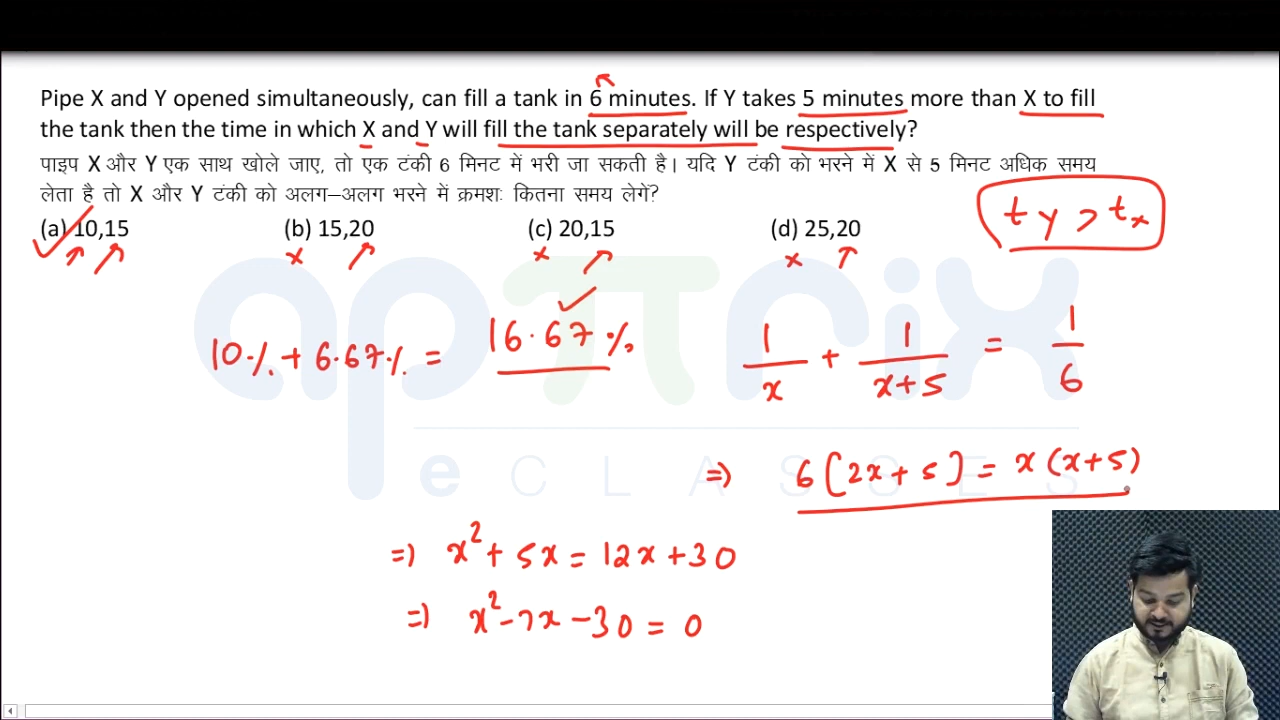 Pipe X and Y opened simultaneously, can fill a tank in 6 minutes. If Y takes 5 minutes more than X to fill
the tank then the time in which X and Y will fill the tank separately will be respectively?
पाइप X और Y एक साथ खोले जाए, तो एक टंकी 6 मिनट में भरी जा सकती है। यदि Y टंकी को भरने में X से 5 मिनट अधिक समय
लेता है तो X और Y टंकी को अलग–अलग भरने में क्रमशः कितना समय लेगें?
(a) 10,15 (b) 15,20 (c) 20,15 (d) 25,20
ty > tx
10% + 6.67% = 16.67%
1/x + 1/x+5 = 1/6
⇒ 6[2x+5] = x(x+5)
⇒ x²+5x = 12x+30
⇒ x²-7x-30 = 0
apπrix
e CLASSES